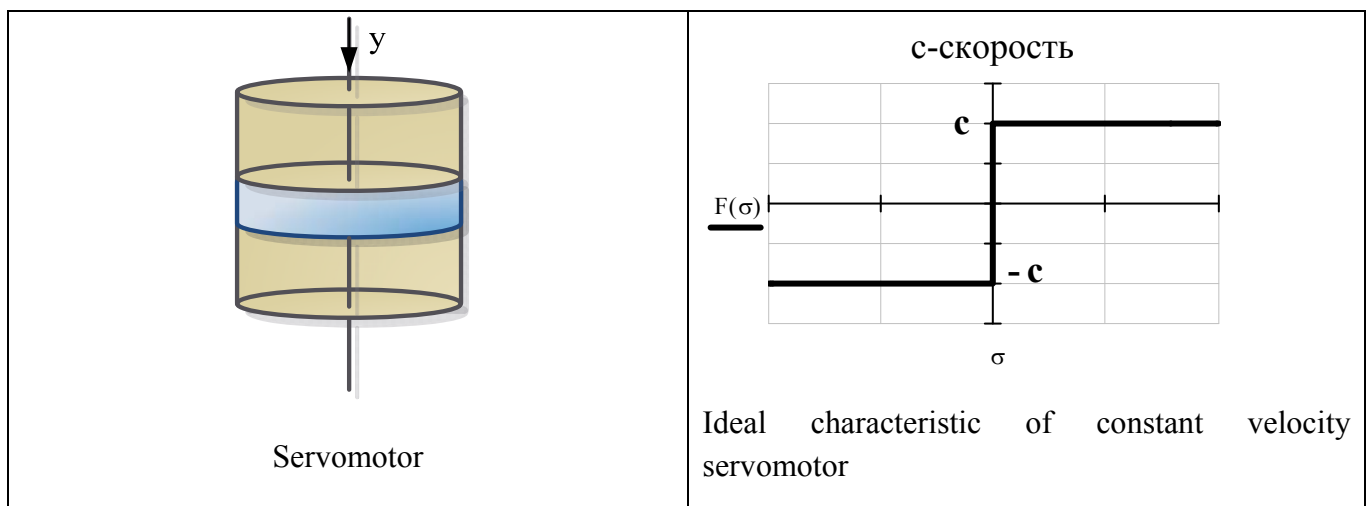 y
Servomotor
с-скорость
c
F(σ)
- c
σ
Ideal characteristic of constant velocity
servomotor